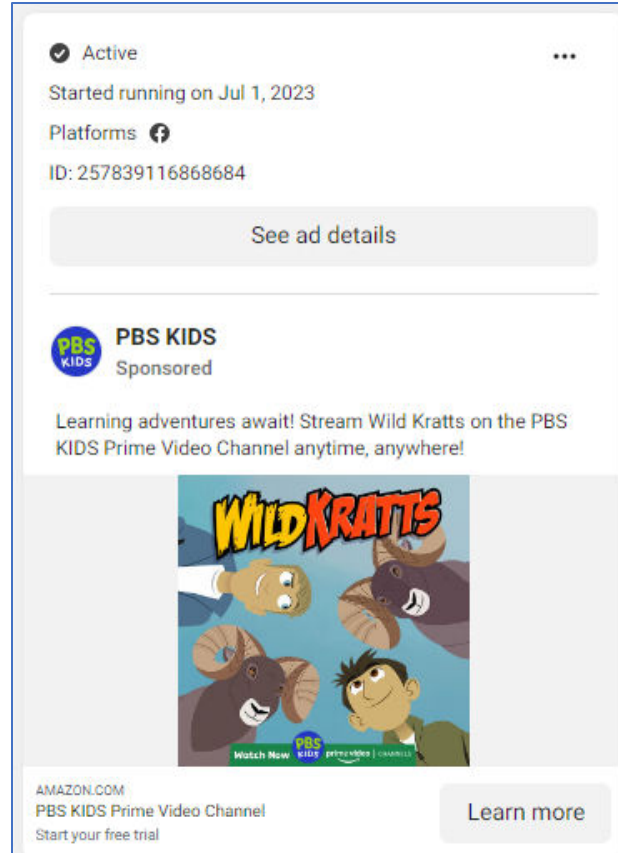 Active
Started running on Jul 1, 2023
Platforms
ID: 257839116868684
See ad details
PBS KIDS
PBS KIDS
Sponsored
Learning adventures await! Stream Wild Kratts on the PBS
KIDS Prime Video Channel anytime, anywhere!
WILD KRATTS
Watch Now PBS KIDS prime video | CHANNELS
AMAZON.COM
PBS KIDS Prime Video Channel
Start your free trial
Learn more